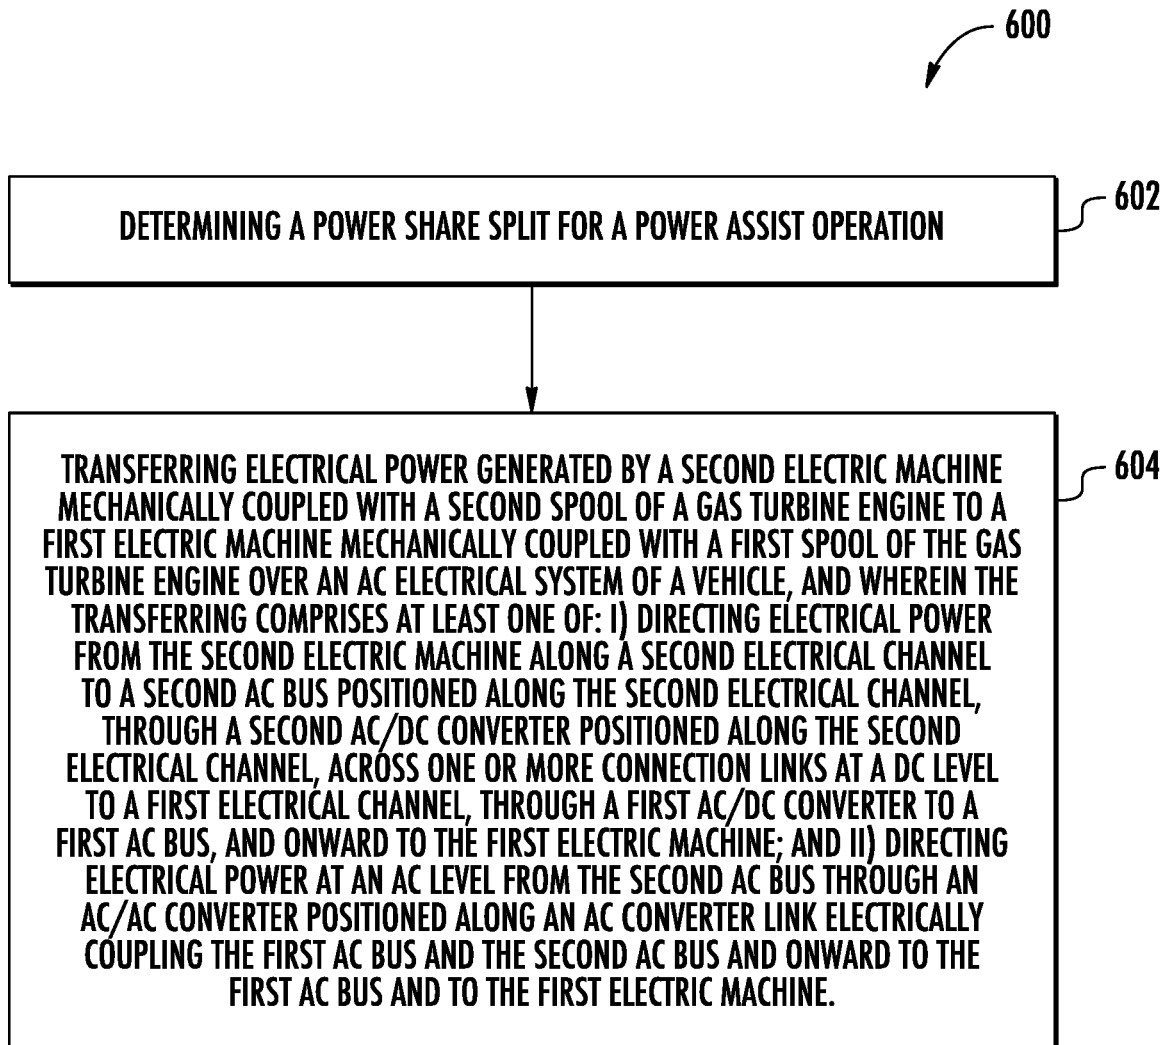 600
DETERMINING A POWER SHARE SPLIT FOR A POWER ASSIST OPERATION
602
TRANSFERRING ELECTRICAL POWER GENERATED BY A SECOND ELECTRIC MACHINE
MECHANICALLY COUPLED WITH A SECOND SPOOL OF A GAS TURBINE ENGINE TO A
FIRST ELECTRIC MACHINE MECHANICALLY COUPLED WITH A FIRST SPOOL OF THE GAS
TURBINE ENGINE OVER AN AC ELECTRICAL SYSTEM OF A VEHICLE, AND WHEREIN THE
TRANSFERRING COMPRISES AT LEAST ONE OF: I) DIRECTING ELECTRICAL POWER
FROM THE SECOND ELECTRIC MACHINE ALONG A SECOND ELECTRICAL CHANNEL
TO A SECOND AC BUS POSITIONED ALONG THE SECOND ELECTRICAL CHANNEL,
THROUGH A SECOND AC/DC CONVERTER POSITIONED ALONG THE SECOND
ELECTRICAL CHANNEL, ACROSS ONE OR MORE CONNECTION LINKS AT A DC LEVEL
TO A FIRST ELECTRICAL CHANNEL, THROUGH A FIRST AC/DC CONVERTER TO A
FIRST AC BUS, AND ONWARD TO THE FIRST ELECTRIC MACHINE; AND II) DIRECTING
ELECTRICAL POWER AT AN AC LEVEL FROM THE SECOND AC BUS THROUGH AN
AC/AC CONVERTER POSITIONED ALONG AN AC CONVERTER LINK ELECTRICALLY
COUPLING THE FIRST AC BUS AND THE SECOND AC BUS AND ONWARD TO THE
FIRST AC BUS AND TO THE FIRST ELECTRIC MACHINE.
604